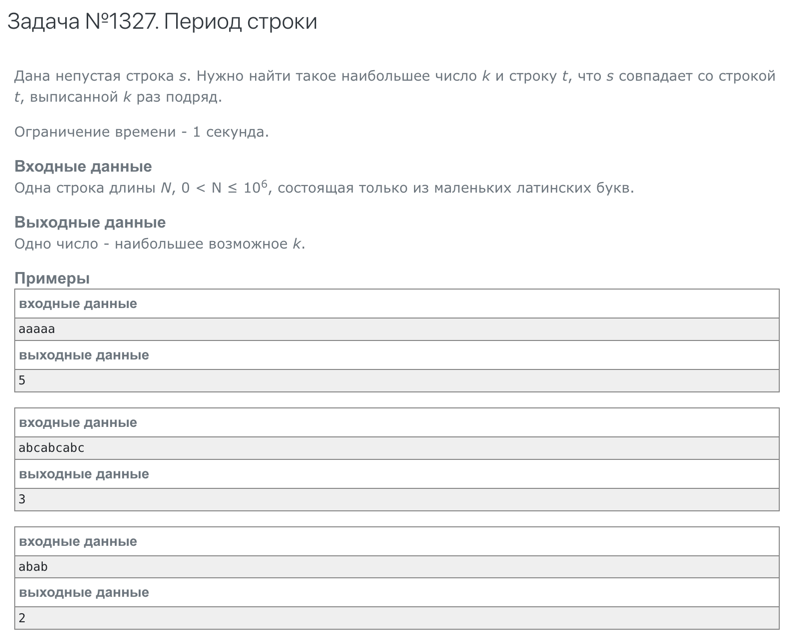 Задача №1327. Период строки
Дана непустая строка s. Нужно найти такое наибольшее число k и строку t, что s совпадает со строкой
t, выписанной k раз подряд.
Ограничение времени - 1 секунда.
Входные данные
Одна строка длины N, 0 < N ≤ 10⁶, состоящая только из маленьких латинских букв.
Выходные данные
Одно число - наибольшее возможное k.
Примеры
входные данные
aaaaa
выходные данные
5
входные данные
abcabcabc
выходные данные
3
входные данные
abab
выходные данные
2